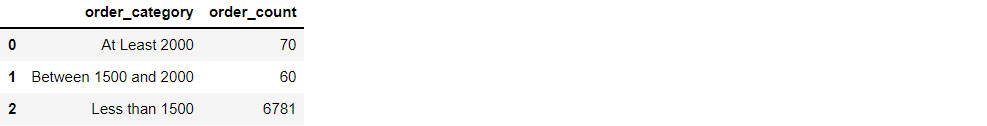 order_category order_count
0 At Least 2000 70
1 Between 1500 and 2000 60
2 Less than 1500 6781